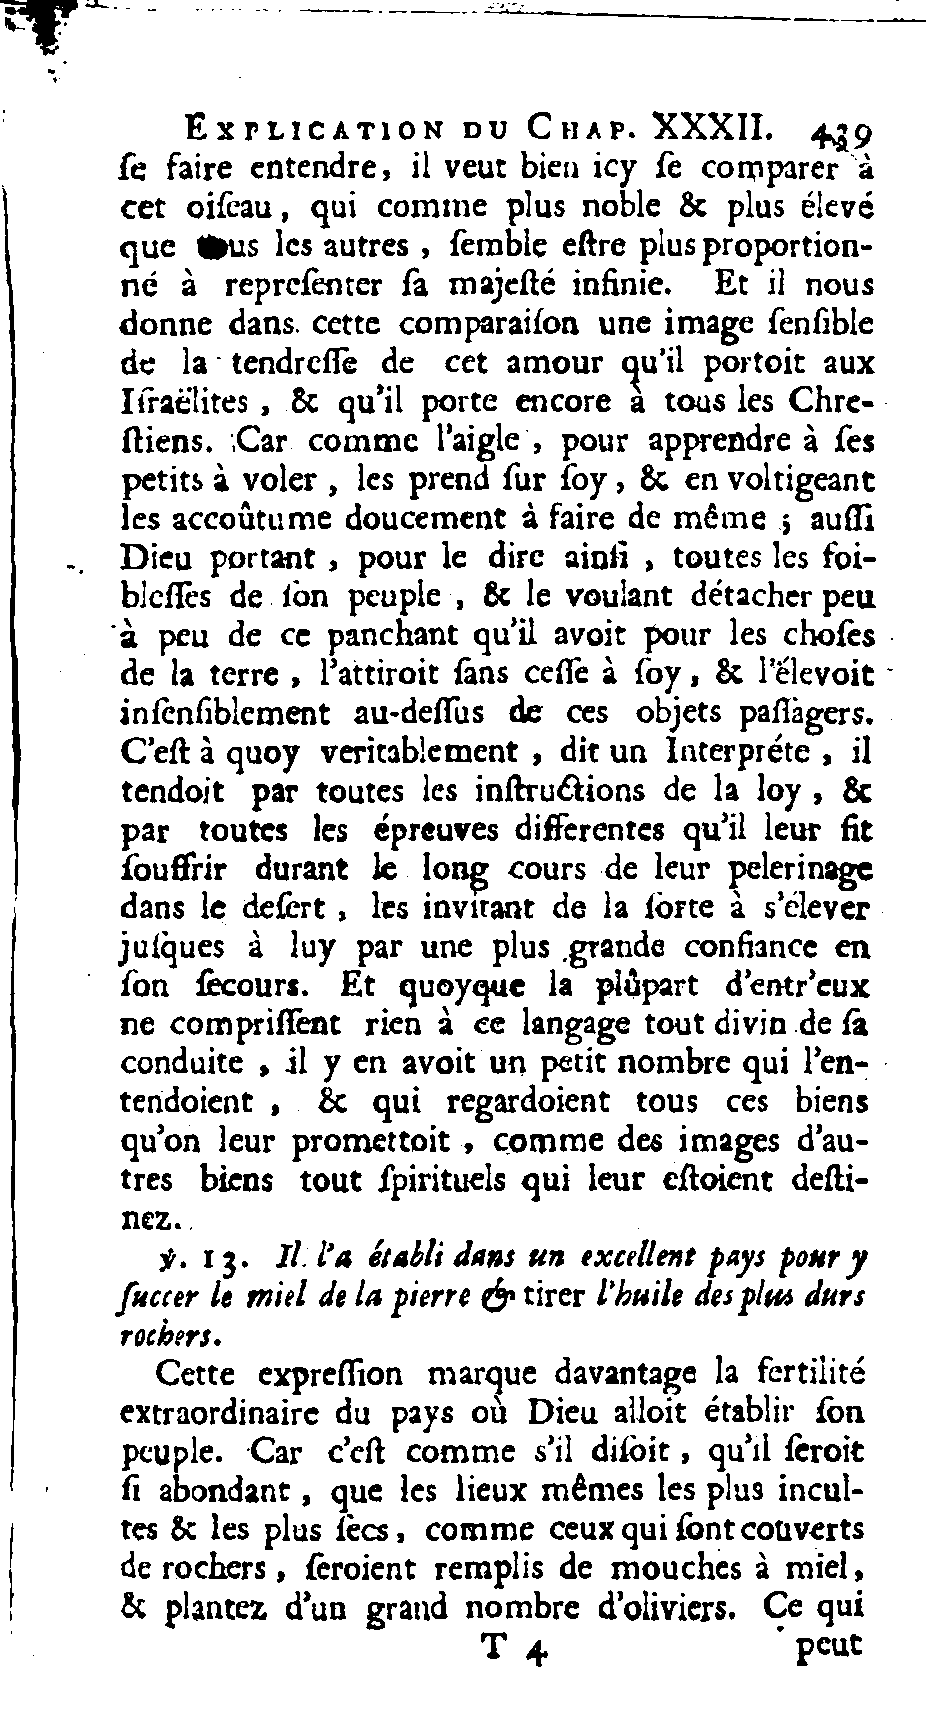 EXPLICATION DU CHAP. XXXII. 439
ſe faire entendre, il veut bien icy ſe comparer à
cet oiſeau, qui comme plus noble & plus élevé
que tous les autres, ſemble eſtre plus proportion-
né à repreſenter ſa majeſté infinie. Et il nous
donne dans cette comparaiſon une image ſenſible
de la tendreſſe de cet amour qu'il portoit aux
Iſraëlites, & qu'il porte encore à tous les Chre-
ſtiens. Car comme l'aigle, pour apprendre à ſes
petits à voler, les prend ſur ſoy, & en voltigeant
les accoûtume doucement à faire de même; auſſi
Dieu portant, pour le dire ainſi, toutes les foi-
bleſſes de ſon peuple, & le voulant détacher peu
à peu de ce panchant qu'il avoit pour les choſes
de la terre, l'attiroit ſans ceſſe à ſoy, & l'élevoit
inſenſiblement au-deſſus de ces objets paſſagers.
C'eſt à quoy veritablement, dit un Interpréte, il
tendoit par toutes les inſtructions de la loy, &
par toutes les épreuves differentes qu'il leur fit
ſouffrir durant le long cours de leur pelerinage
dans le deſert, les invitant de la ſorte à s'élever
juſques à luy par une plus grande confiance en
ſon ſecours. Et quoyque la plûpart d'entr'eux
ne compriſſent rien à ce langage tout divin de ſa
conduite, il y en avoit un petit nombre qui l'en-
tendoient, & qui regardoient tous ces biens
qu'on leur promettoit, comme des images d'au-
tres biens tout ſpirituels qui leur eſtoient deſti-
nez.
℣. 13. Il l'a établi dans un excellent pays pour y
ſuccer le miel de la pierre & tirer l'huile des plus durs
rochers.
Cette expreſſion marque davantage la fertilité
extraordinaire du pays où Dieu alloit établir ſon
peuple. Car c'eſt comme s'il diſoit, qu'il ſeroit
ſi abondant, que les lieux mêmes les plus incul-
tes & les plus ſecs, comme ceux qui ſont couverts
de rochers, ſeroient remplis de mouches à miel,
& plantez d'un grand nombre d'oliviers. Ce qui
T 4 peut